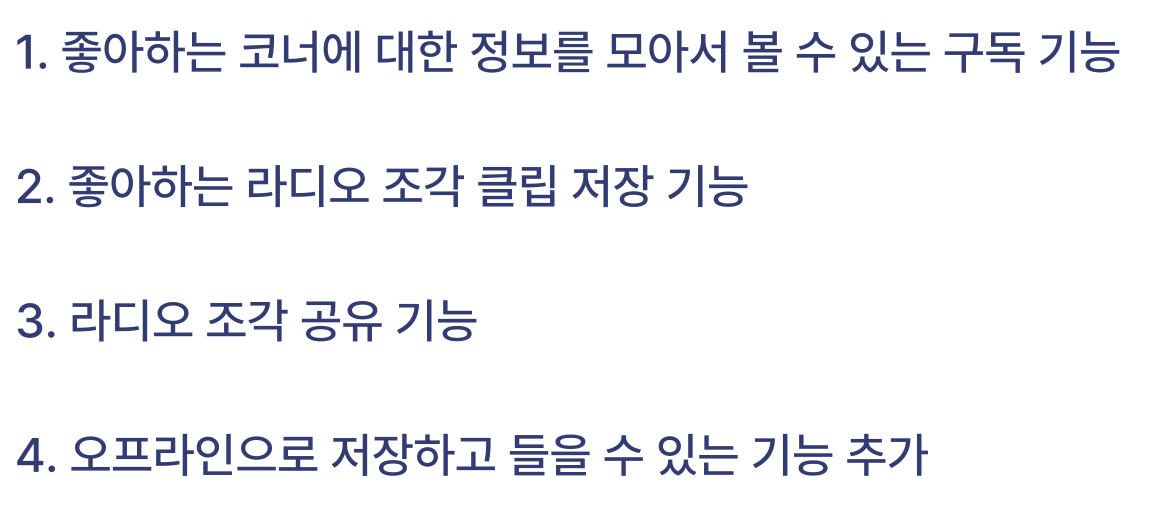 1. 좋아하는 코너에 대한 정보를 모아서 볼 수 있는 구독 기능
2. 좋아하는 라디오 조각 클립 저장 기능
3. 라디오 조각 공유 기능
4. 오프라인으로 저장하고 들을 수 있는 기능 추가